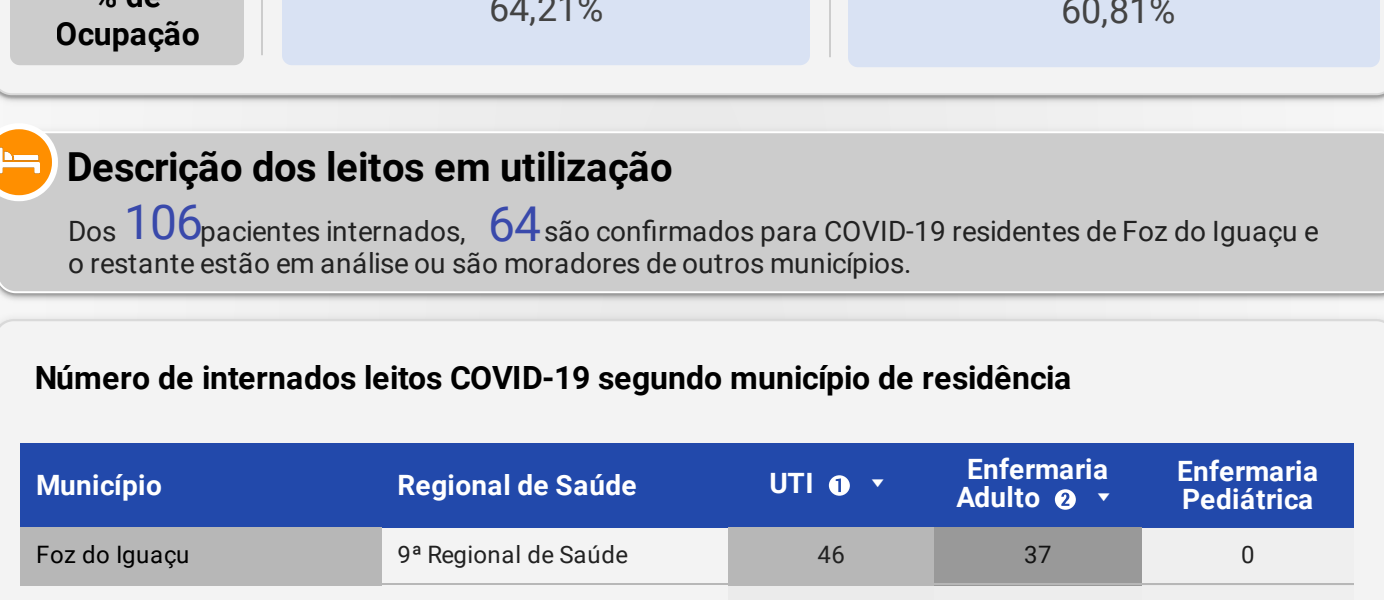 % de
Ocupação
64,21%
60,81%
Descrição dos leitos em utilização
Dos 106 pacientes internados, 64 são confirmados para COVID-19 residentes de Foz do Iguaçu e
o restante estão em análise ou são moradores de outros municípios.
Número de internados leitos COVID-19 segundo município de residência
Município
Regional de Saúde
UTI ❶
Enfermaria
Adulto ❷
Enfermaria
Pediátrica
Foz do Iguaçu
9ª Regional de Saúde
46
37
0